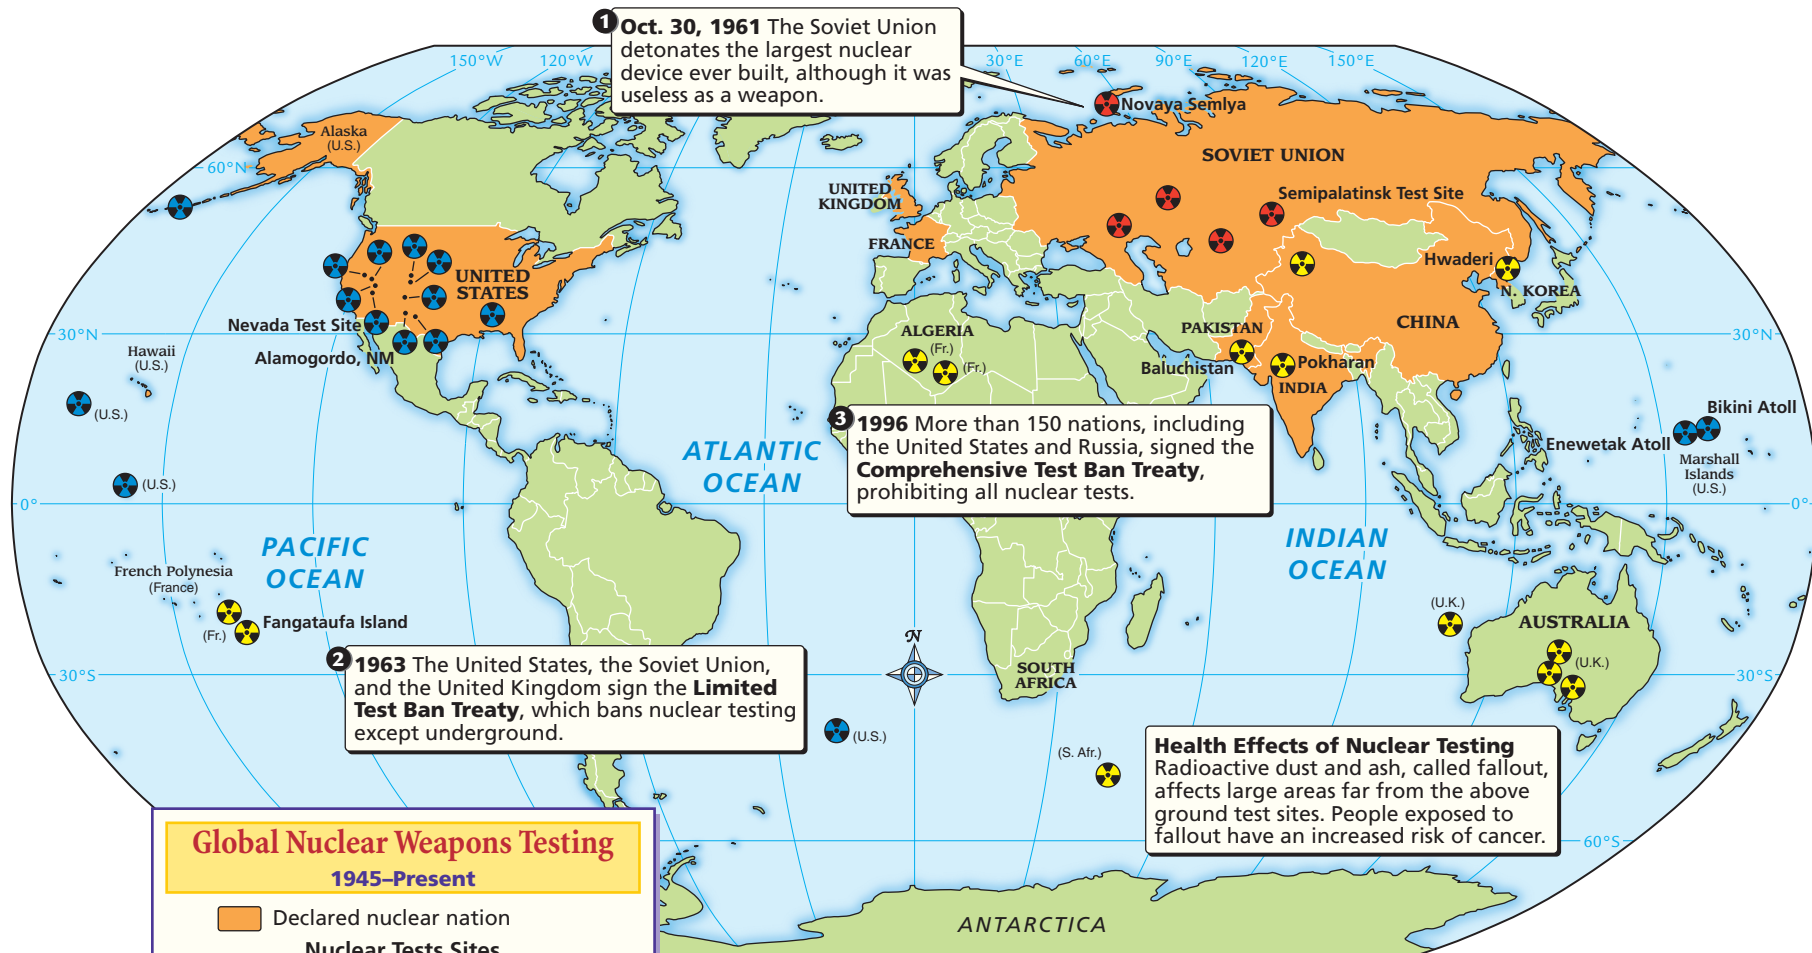 1 Oct. 30, 1961 The Soviet Union
detonates the largest nuclear
device ever built, although it was
useless as a weapon.
150°W
120°W
30°E
60°E
90°E
120°E
150°E
Novaya Semlya
Alaska
(U.S.)
60°N
SOVIET UNION
UNITED
KINGDOM
Semipalatinsk Test Site
FRANCE
Hwaderi
UNITED
STATES
N. KOREA
Nevada Test Site
ALGERIA
(Fr.)
(Fr.)
PAKISTAN
CHINA
30°N
30°N
Hawaii
(U.S.)
Alamogordo, NM
Baluchistan
Pokharan
INDIA
(U.S.)
Bikini Atoll
Enewetak Atoll
Marshall
Islands
(U.S.)
ATLANTIC
OCEAN
3 1996 More than 150 nations, including
the United States and Russia, signed the
Comprehensive Test Ban Treaty,
prohibiting all nuclear tests.
(U.S.)
0°
0°
PACIFIC
OCEAN
INDIAN
OCEAN
French Polynesia
(France)
(Fr.)
Fangataufa Island
(U.K.)
AUSTRALIA
(U.K.)
N
2 1963 The United States, the Soviet Union,
and the United Kingdom sign the Limited
Test Ban Treaty, which bans nuclear testing
except underground.
30°S
30°S
SOUTH
AFRICA
(U.S.)
(S. Afr.)
Health Effects of Nuclear Testing
Radioactive dust and ash, called fallout,
affects large areas far from the above
ground test sites. People exposed to
fallout have an increased risk of cancer.
60°S
Global Nuclear Weapons Testing
1945–Present
Declared nuclear nation
Nuclear Tests Sites
ANTARCTICA